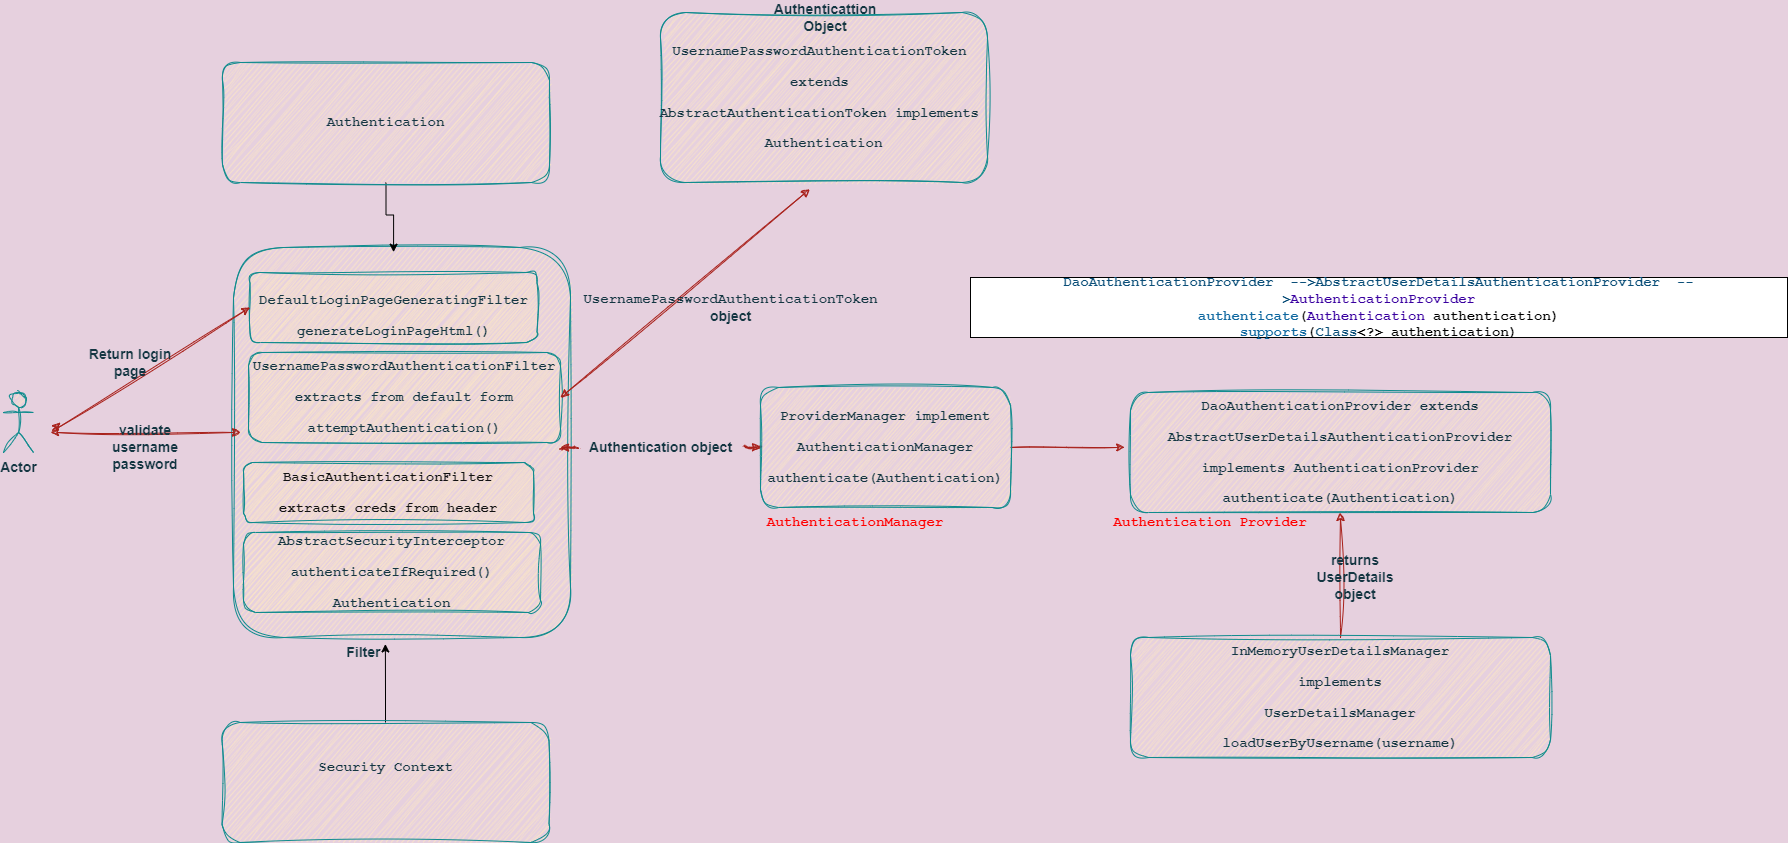 Authenticattion
Object
UsernamePasswordAuthenticationToken
extends
AbstractAuthenticationToken implements
Authentication
Authentication
DefaultLoginPageGeneratingFilter
generateLoginPageHtml()
UsernamePasswordAuthenticationFilter
extracts from default form
attemptAuthentication()
BasicAuthenticationFilter
extracts creds from header
AbstractSecurityInterceptor
authenticateIfRequired()
Authentication
Filter
Return login
page
validate
username
password
Actor
UsernamePasswordAuthenticationToken
object
DaoAuthenticationProvider -->AbstractUserDetailsAuthenticationProvider --
>AuthenticationProvider
authenticate(Authentication authentication)
supports(Class<?> authentication)
Authentication object
ProviderManager implement
AuthenticationManager
authenticate(Authentication)
AuthenticationManager
DaoAuthenticationProvider extends
AbstractUserDetailsAuthenticationProvider
implements AuthenticationProvider
authenticate(Authentication)
Authentication Provider
returns
UserDetails
object
InMemoryUserDetailsManager
implements
UserDetailsManager
loadUserByUsername(username)
Security Context